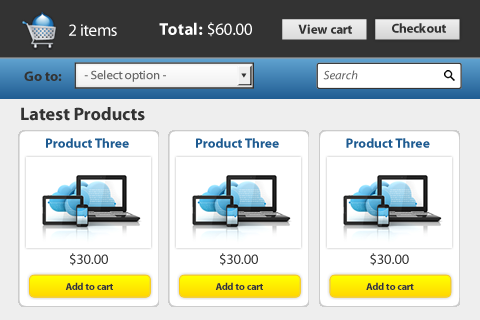 2 items Total: $60.00 View cart Checkout
Go to: - Select option - Search
Latest Products
Product Three Product Three Product Three
$30.00 $30.00 $30.00
Add to cart Add to cart Add to cart